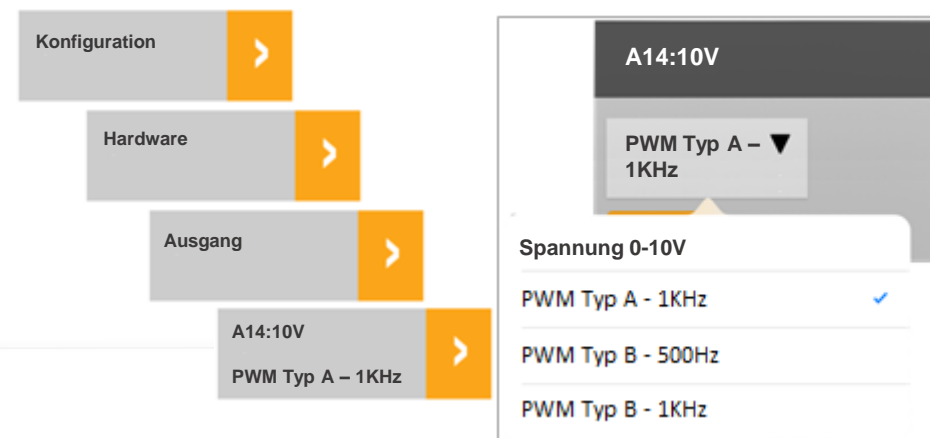 Konfiguration
Hardware
Ausgang
A14:10V
PWM Typ A – 1KHz
A14:10V
PWM Typ A –
1KHz
Spannung 0-10V
PWM Typ A - 1KHz
PWM Typ B - 500Hz
PWM Typ B - 1KHz